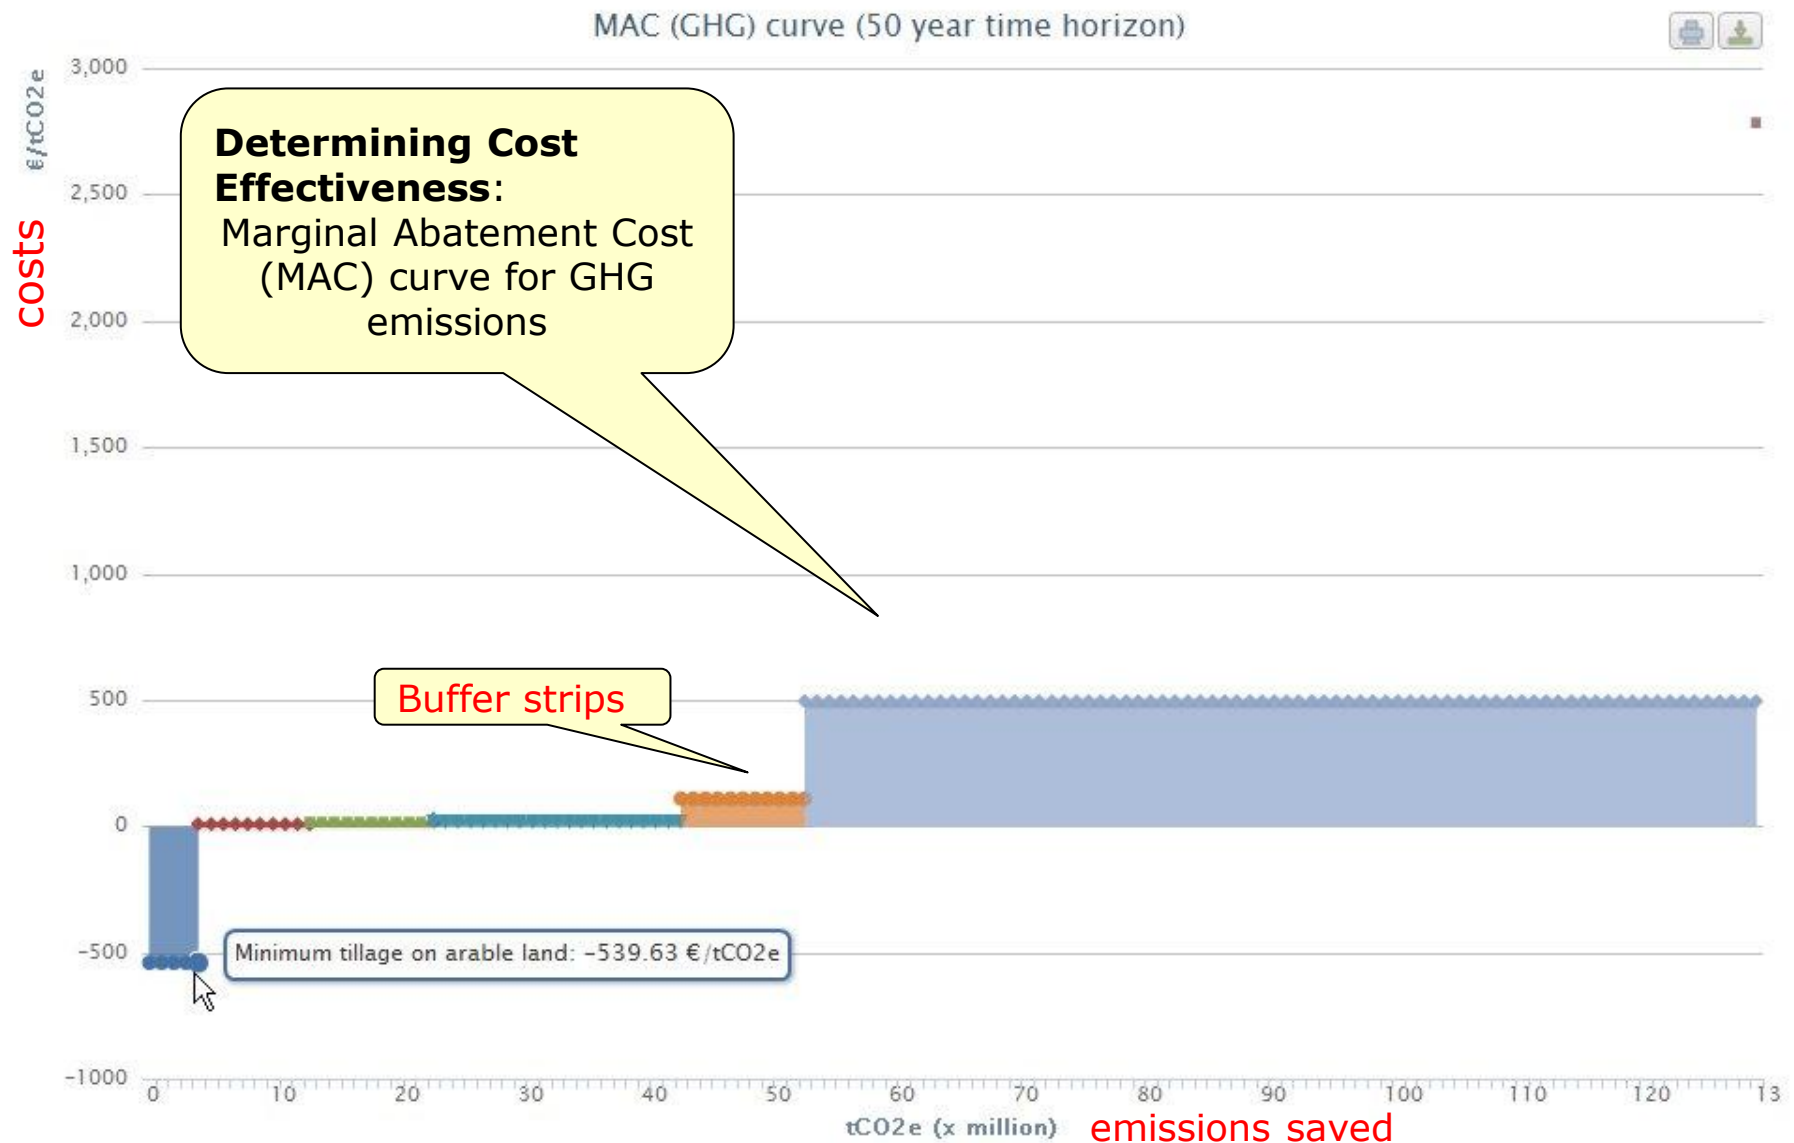 MAC (GHG) curve (50 year time horizon)
3,000
€/tCO2e
Determining Cost
Effectiveness:
Marginal Abatement Cost
(MAC) curve for GHG
emissions
2,500
costs
2,000
1,500
1,000
Buffer strips
500
0
Minimum tillage on arable land: -539.63 €/tCO2e
-500
-1000
0 10 20 30 40 50 60 70 80 90 100 110 120 13
tCO2e (x million) emissions saved